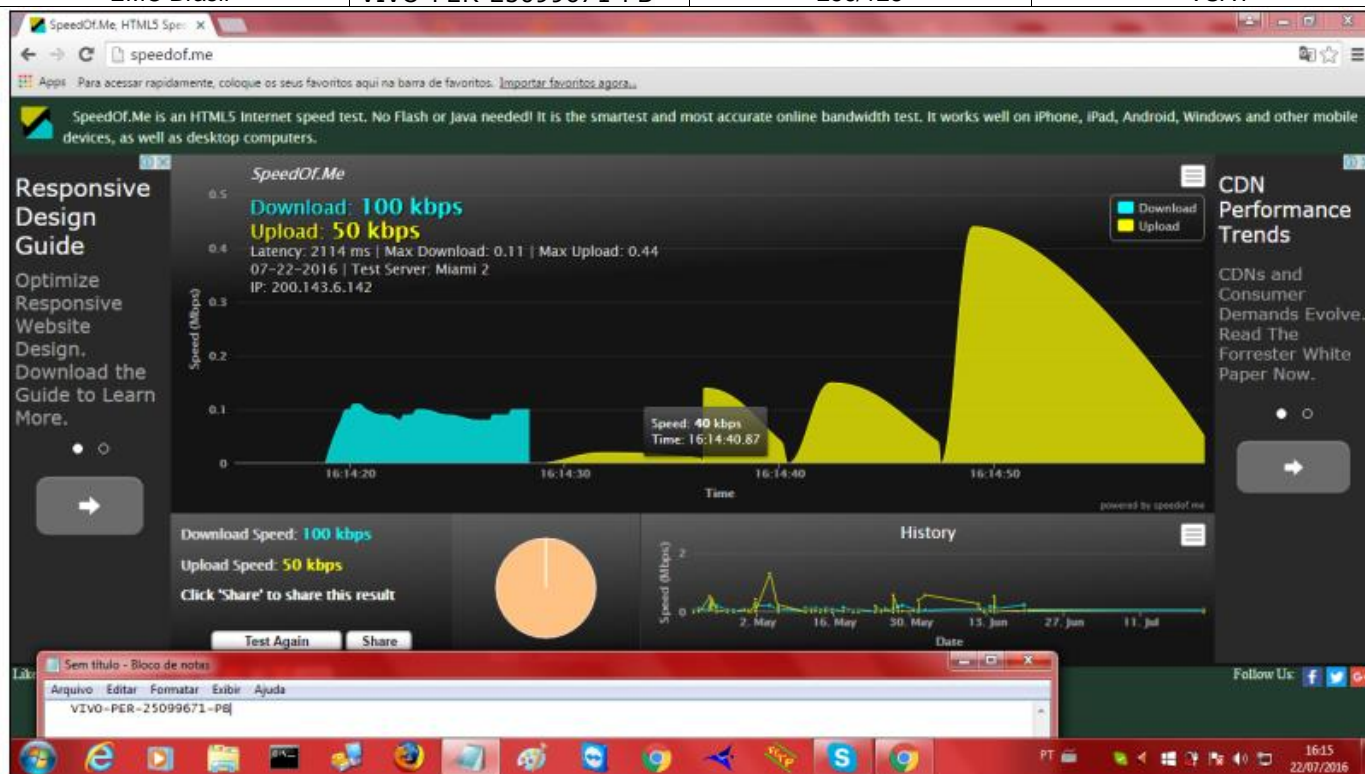 VIVO-PER-25099671-PB
SpeedOf.Me, HTML5 Spe
speedof.me
Apps Para acessar rapidamente, coloque os seus favoritos aqui na barra de favoritos. Importar favoritos agora...
SpeedOf.Me is an HTML5 Internet speed test. No Flash or Java needed! It is the smartest and most accurate online bandwidth test. It works well on iPhone, iPad, Android, Windows and other mobile
devices, as well as desktop computers.
Responsive
Design
Guide
Optimize
Responsive
Website
Design.
Download the
Guide to Learn
More.
SpeedOf.Me
Download: 100 kbps
Upload: 50 kbps
Latency: 2114 ms | Max Download: 0.11 | Max Upload: 0.44
07-22-2016 | Test Server: Miami 2
IP: 200.143.6.142
Download
Upload
Speed (Mbps)
0.5
0.4
0.3
0.2
0.1
0
Speed: 40 kbps
Time: 16:14:40.87
16:14:20
16:14:30
16:14:40
16:14:50
Time
powered by speedof.me
CDN
Performance
Trends
CDNs and
Consumer
Demands Evolve.
Read The
Forrester White
Paper Now.
Download Speed: 100 kbps
Upload Speed: 50 kbps
Click 'Share' to share this result
Test Again
Share
History
Speed (Mbps)
2
0
2. May
16. May
30. May
13. Jun
27. Jun
11. Jul
Date
Like
Follow Us:
Sem título - Bloco de notas
Arquivo Editar Formatar Exibir Ajuda
VIVO-PER-25099671-PB
PT
16:15
22/07/2016